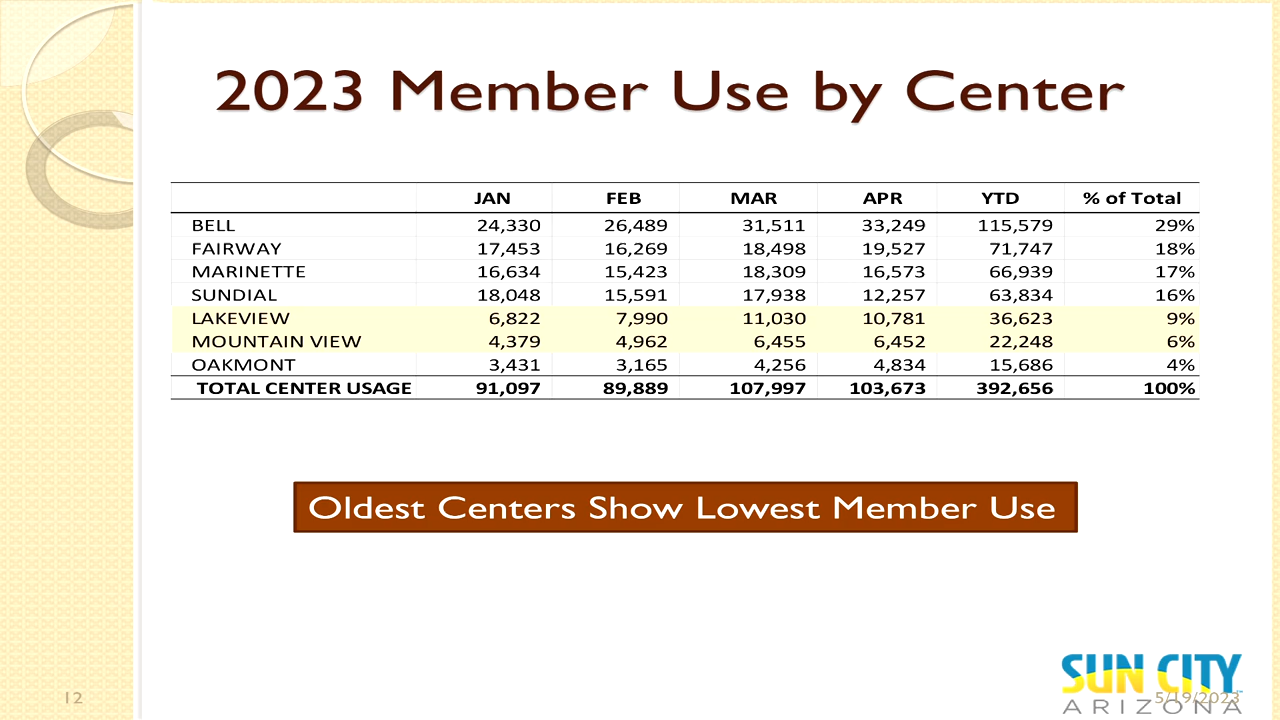 2023 Member Use by Center
JAN FEB MAR APR YTD % of Total
BELL 24,330 26,489 31,511 33,249 115,579 29%
FAIRWAY 17,453 16,269 18,498 19,527 71,747 18%
MARINETTE 16,634 15,423 18,309 16,573 66,939 17%
SUNDIAL 18,048 15,591 17,938 12,257 63,834 16%
LAKEVIEW 6,822 7,990 11,030 10,781 36,623 9%
MOUNTAIN VIEW 4,379 4,962 6,455 6,452 22,248 6%
OAKMONT 3,431 3,165 4,256 4,834 15,686 4%
TOTAL CENTER USAGE 91,097 89,889 107,997 103,673 392,656 100%
Oldest Centers Show Lowest Member Use
SUN CITY
12 5/19/2023
ARIZONA